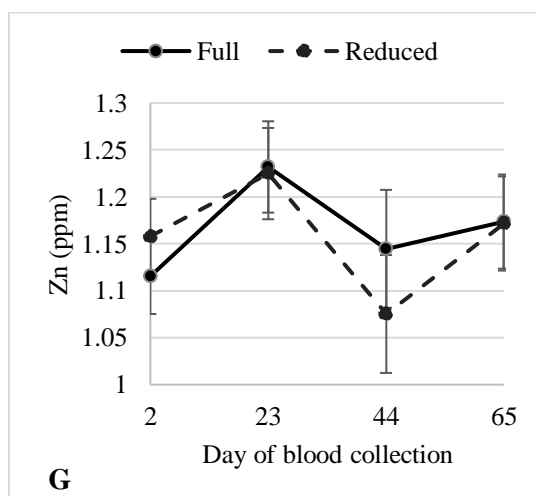 Full Reduced
1.3
1.25
1.2
1.15
1.1
1.05
1
Zn (ppm)
2 23 44 65
Day of blood collection
G